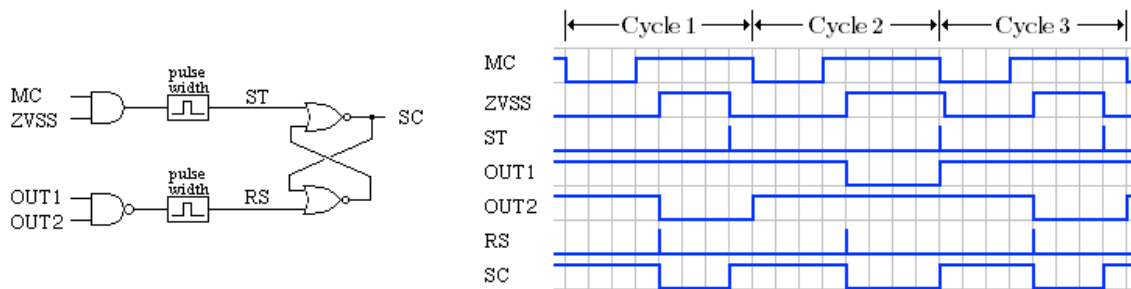 MC
ZVSS
pulse
width
ST
SC
OUT1
OUT2
pulse
width
RS
Cycle 1
Cycle 2
Cycle 3
MC
ZVSS
ST
OUT1
OUT2
RS
SC